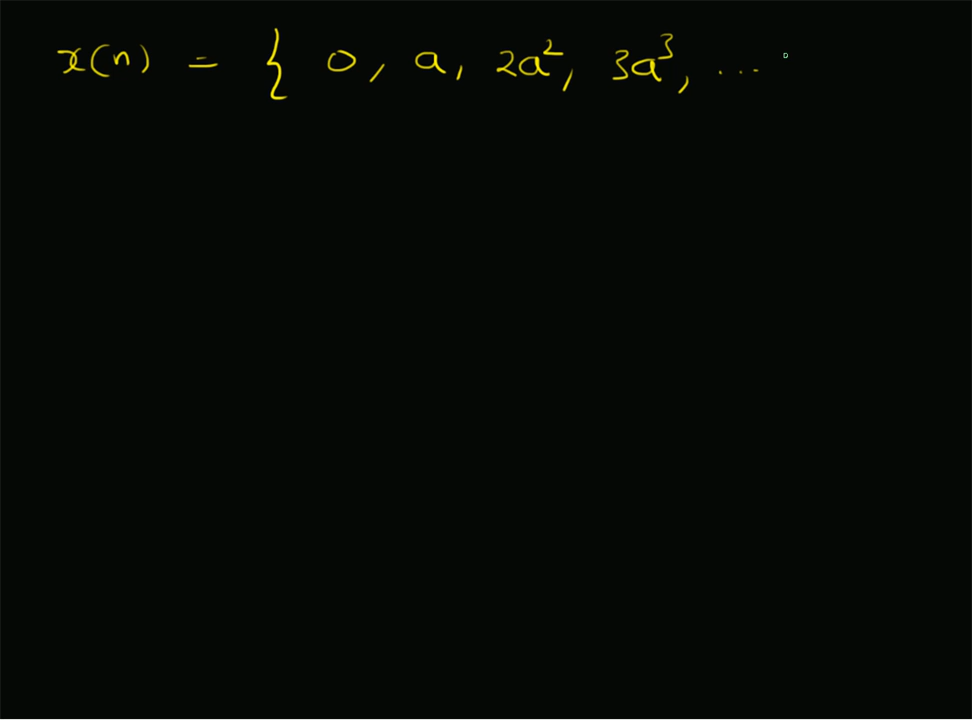 x(n) = { 0, a, 2a², 3a³, ...